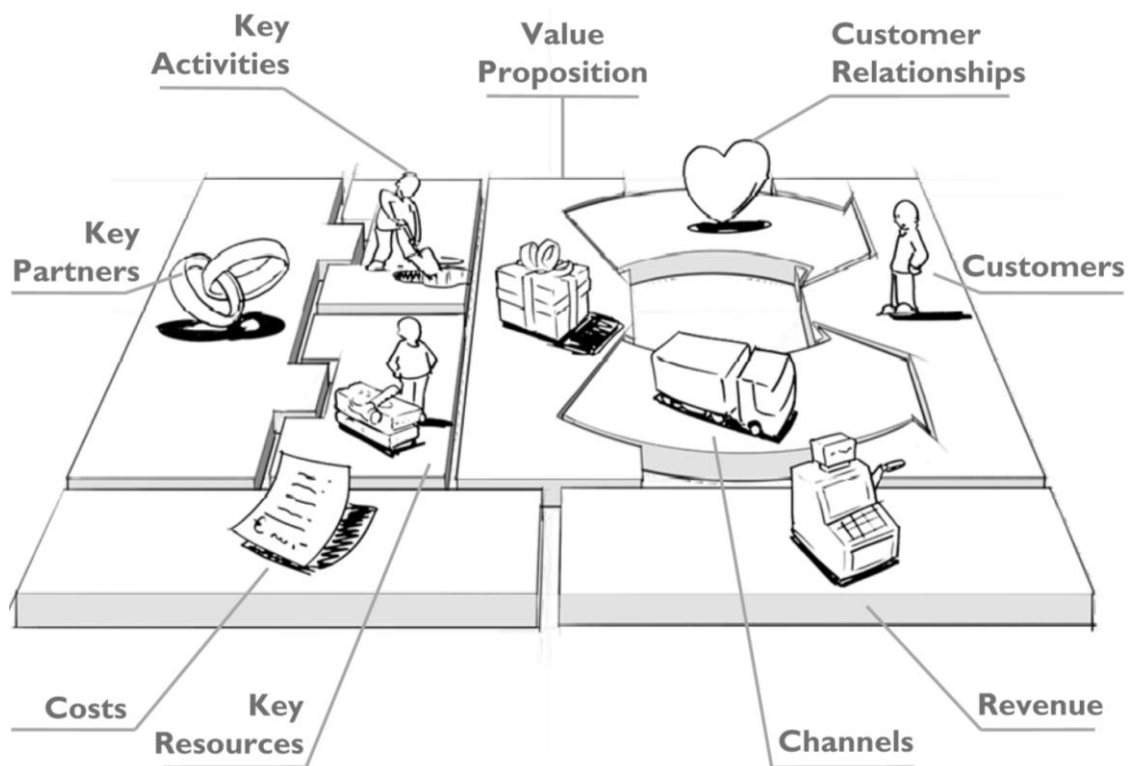 Key
Activities
Value
Proposition
Customer
Relationships
Key
Partners
Customers
Costs
Key
Resources
Channels
Revenue